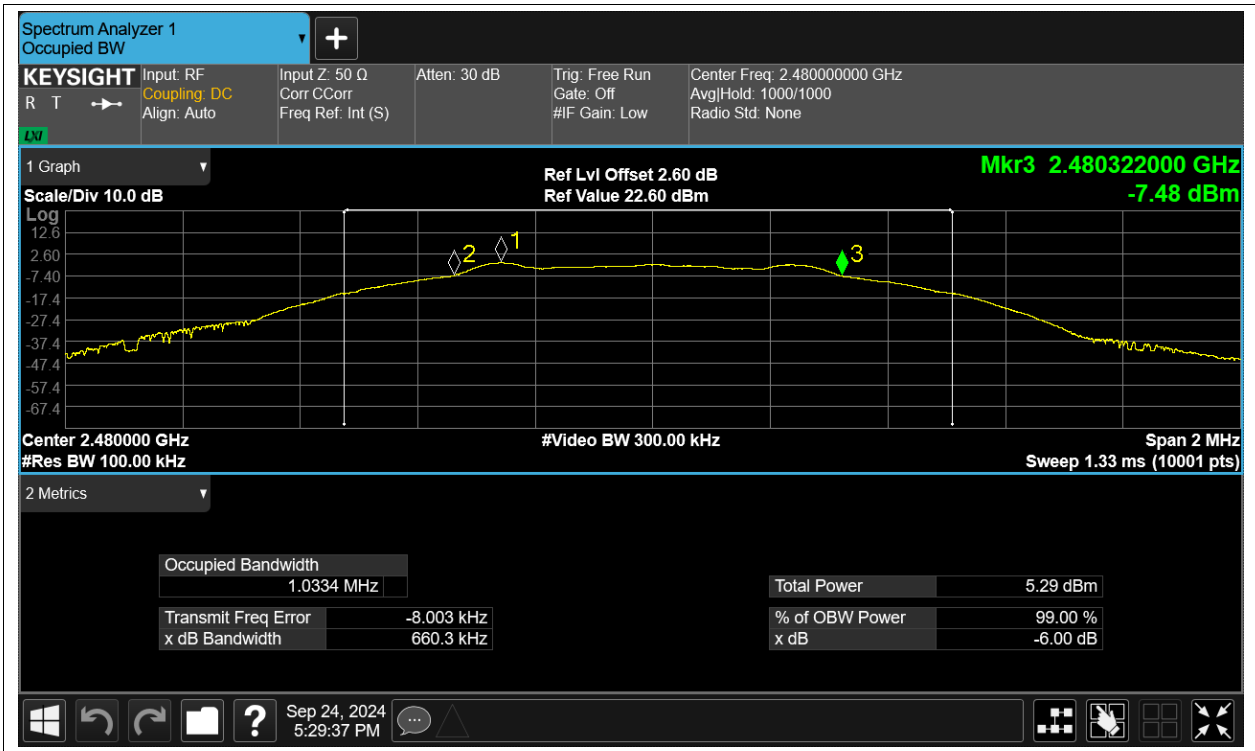 Spectrum Analyzer 1
Occupied BW
KEYSIGHT
R T
LXI
Input: RF
Coupling: DC
Align: Auto
Input Z: 50 Ω
Corr CCorr
Freq Ref: Int (S)
Atten: 30 dB
Trig: Free Run
Gate: Off
#IF Gain: Low
Center Freq: 2.480000000 GHz
Avg|Hold: 1000/1000
Radio Std: None
1 Graph
Scale/Div 10.0 dB
Ref Lvl Offset 2.60 dB
Ref Value 22.60 dBm
Mkr3 2.480322000 GHz
-7.48 dBm
Log
12.6
2.60
-7.40
-17.4
-27.4
-37.4
-47.4
-57.4
-67.4
2
1
3
Center 2.480000 GHz
#Video BW 300.00 kHz
Span 2 MHz
#Res BW 100.00 kHz
Sweep 1.33 ms (10001 pts)
2 Metrics
Occupied Bandwidth
1.0334 MHz
Transmit Freq Error -8.003 kHz
x dB Bandwidth 660.3 kHz
Total Power 5.29 dBm
% of OBW Power 99.00 %
x dB -6.00 dB
?
Sep 24, 2024
5:29:37 PM